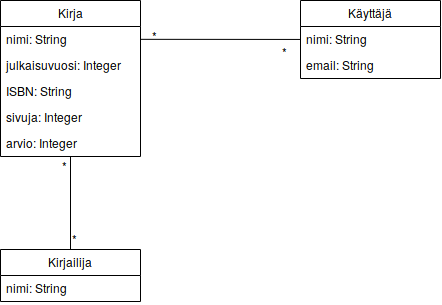 Kirja
nimi: String
julkaisuvuosi: Integer
ISBN: String
sivuja: Integer
arvio: Integer
*
*
Käyttäjä
nimi: String
email: String
*
*
Kirjailija
nimi: String